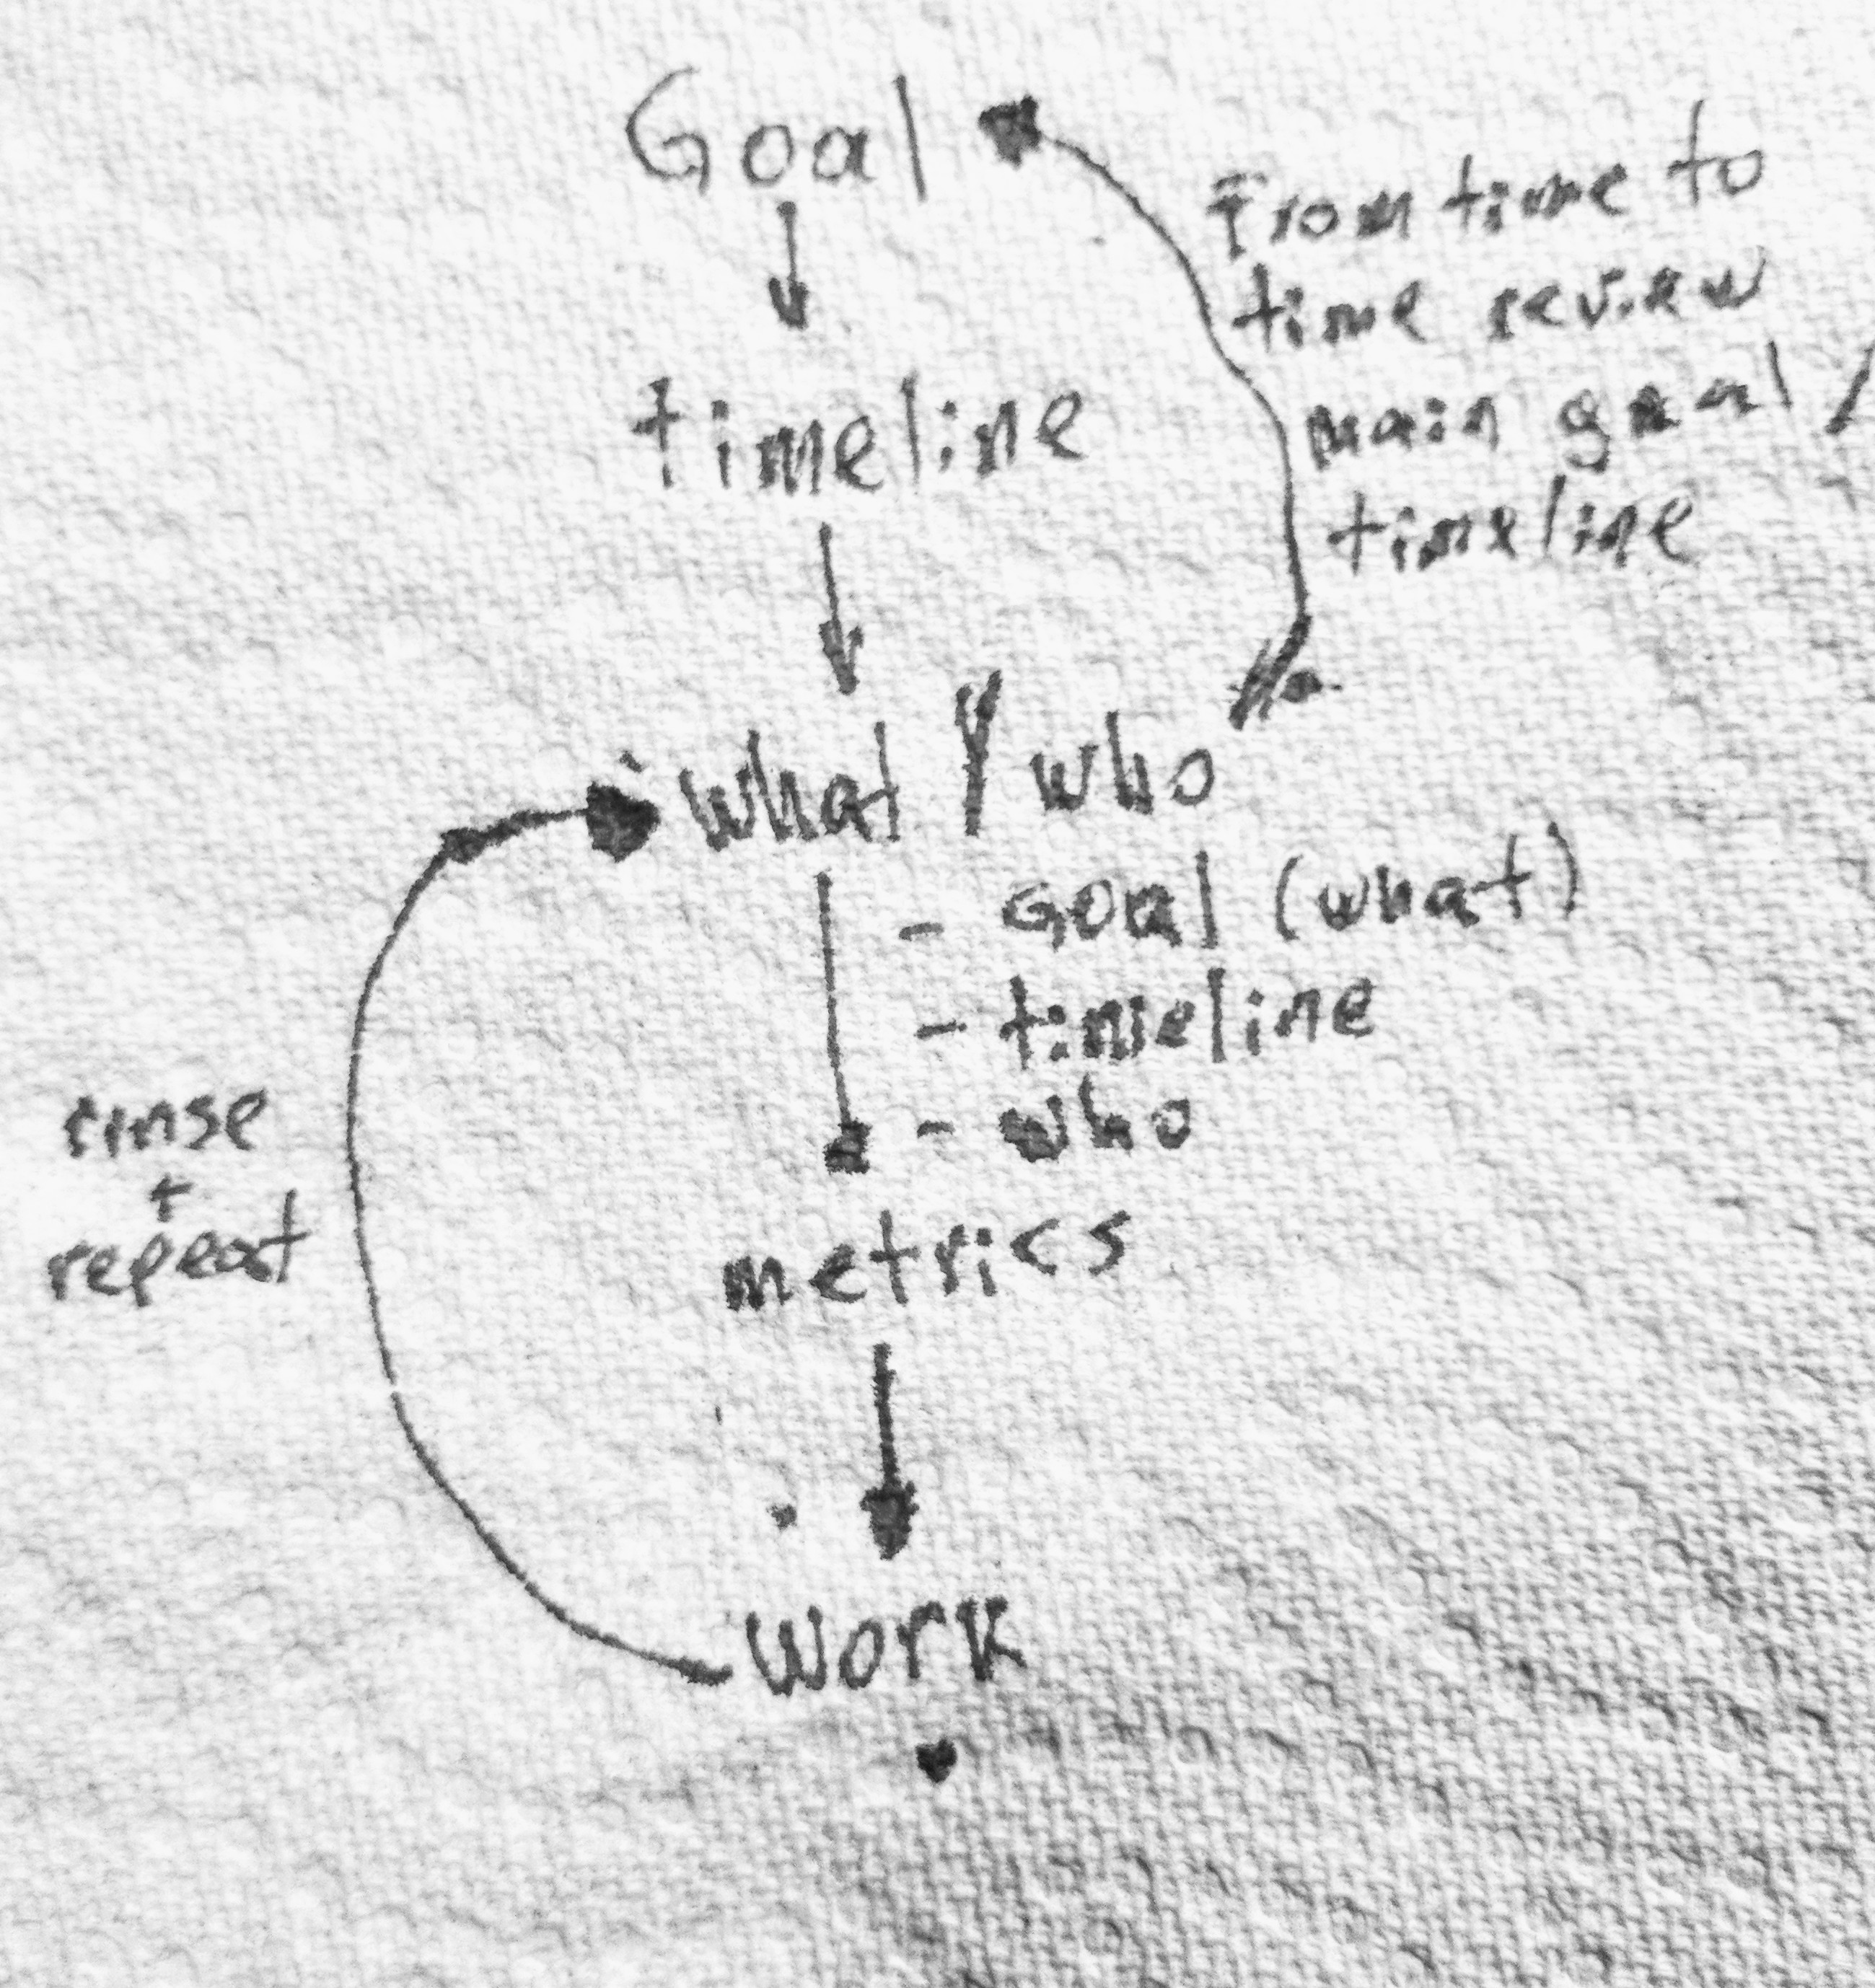 Goal
From time to
time review
main goal /
timeline
timeline
what / who
- Goal (what)
- timeline
- who
rinse
+
repeat
metrics
work